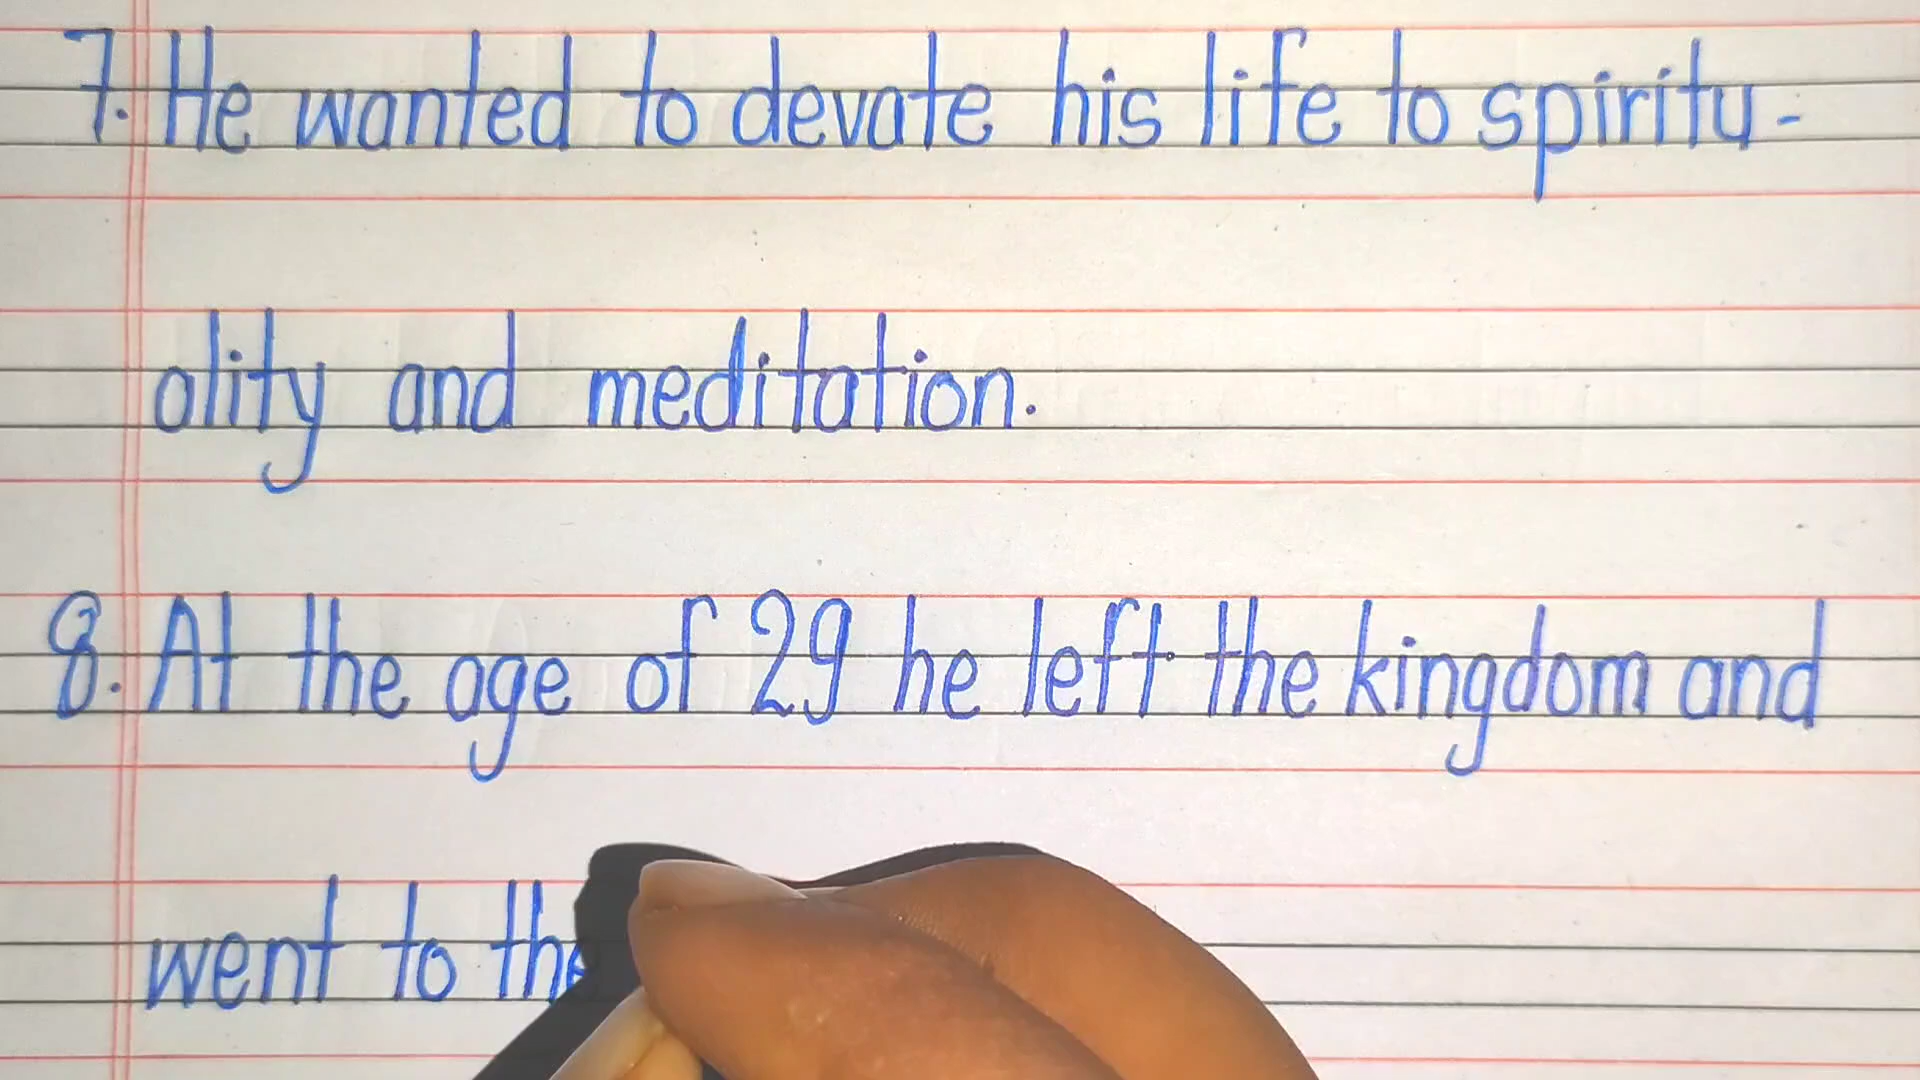 7. He wanted to devate his life to spiritu-
ality and meditation.
8. At the age of 29 he left the kingdom and
went to the